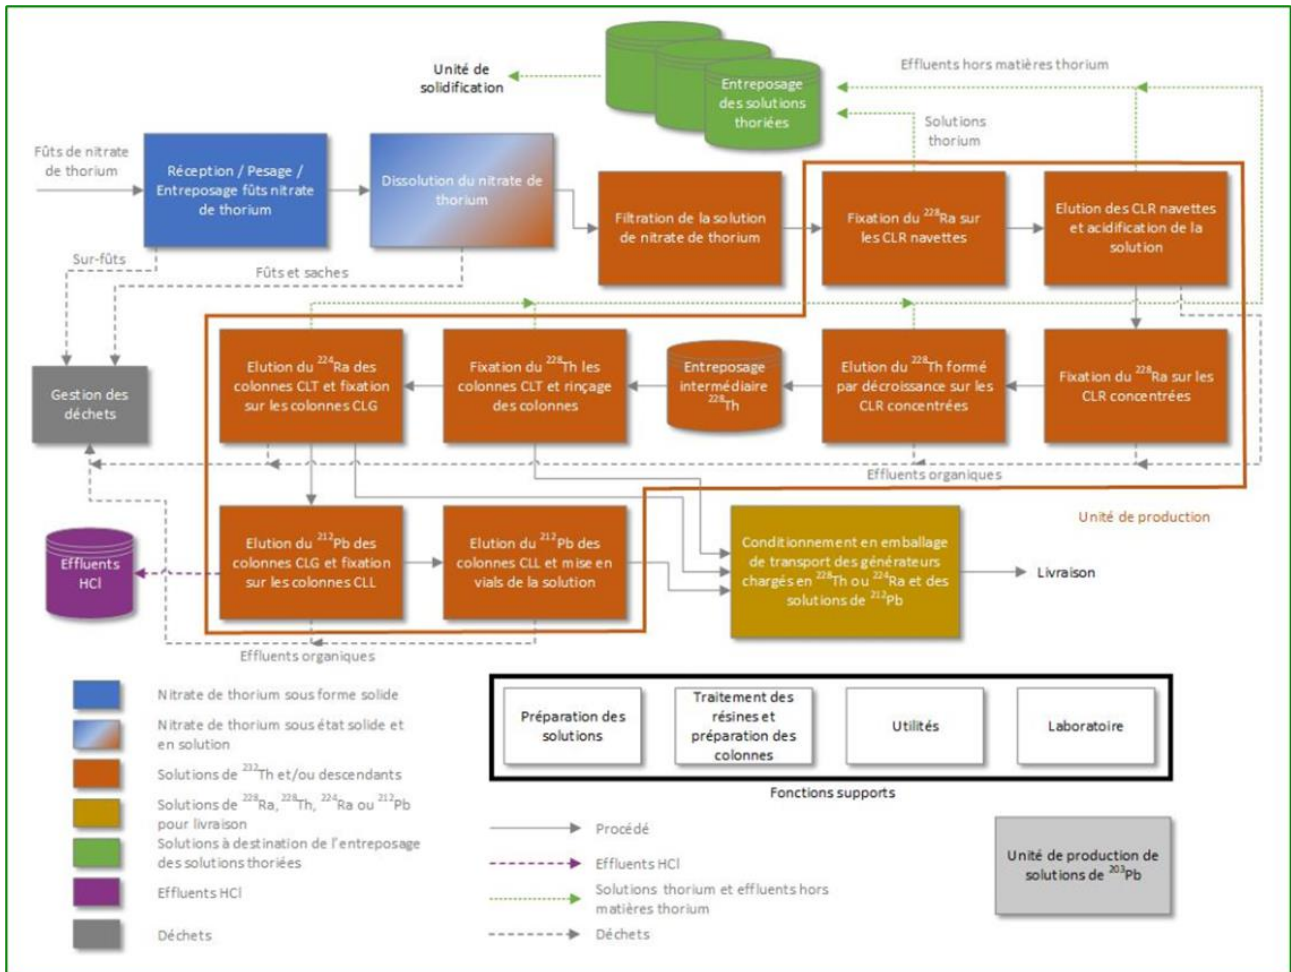 Unité de
solidification
Entreposage
des solutions
thoriées
Effluents hors matières thorium
Solutions
thorium
Fûts de nitrate
de thorium
Réception / Pesage /
Entreposage fûts nitrate
de thorium
Dissolution du nitrate de
thorium
Filtration de la solution
de nitrate de thorium
Fixation du ²²⁸Ra sur
les CLR navettes
Elution des CLR navettes
et acidification de la
solution
Sur-fûts
Fûts et saches
Gestion des
déchets
Elution du ²²⁴Ra des
colonnes CLT et fixation
sur les colonnes CLG
Fixation du ²²⁸Th les
colonnes CLT et rinçage
des colonnes
Entreposage
intermédiaire
²²⁸Th
Elution du ²²⁸Th formé
par décroissance sur les
CLR concentrées
Fixation du ²²⁸Ra sur les
CLR concentrées
Effluents organiques
Unité de production
Effluents
HCl
Elution du ²¹²Pb des
colonnes CLG et fixation
sur les colonnes CLL
Elution du ²¹²Pb des
colonnes CLL et mise en
vials de la solution
Conditionnement en emballage
de transport des générateurs
chargés en ²²⁸Th ou ²²⁴Ra et des
solutions de ²¹²Pb
Livraison
Effluents organiques
Nitrate de thorium sous forme solide
Nitrate de thorium sous état solide et
en solution
Solutions de ²³²Th et/ou descendants
Solutions de ²²⁸Ra, ²²⁸Th, ²²⁴Ra ou ²¹²Pb
pour livraison
Solutions à destination de l'entreposage
des solutions thoriées
Effluents HCl
Déchets
Préparation des
solutions
Traitement des
résines et
préparation des
colonnes
Utilités
Laboratoire
Fonctions supports
Procédé
Effluents HCl
Solutions thorium et effluents hors
matières thorium
Déchets
Unité de production de
solutions de ²⁰³Pb